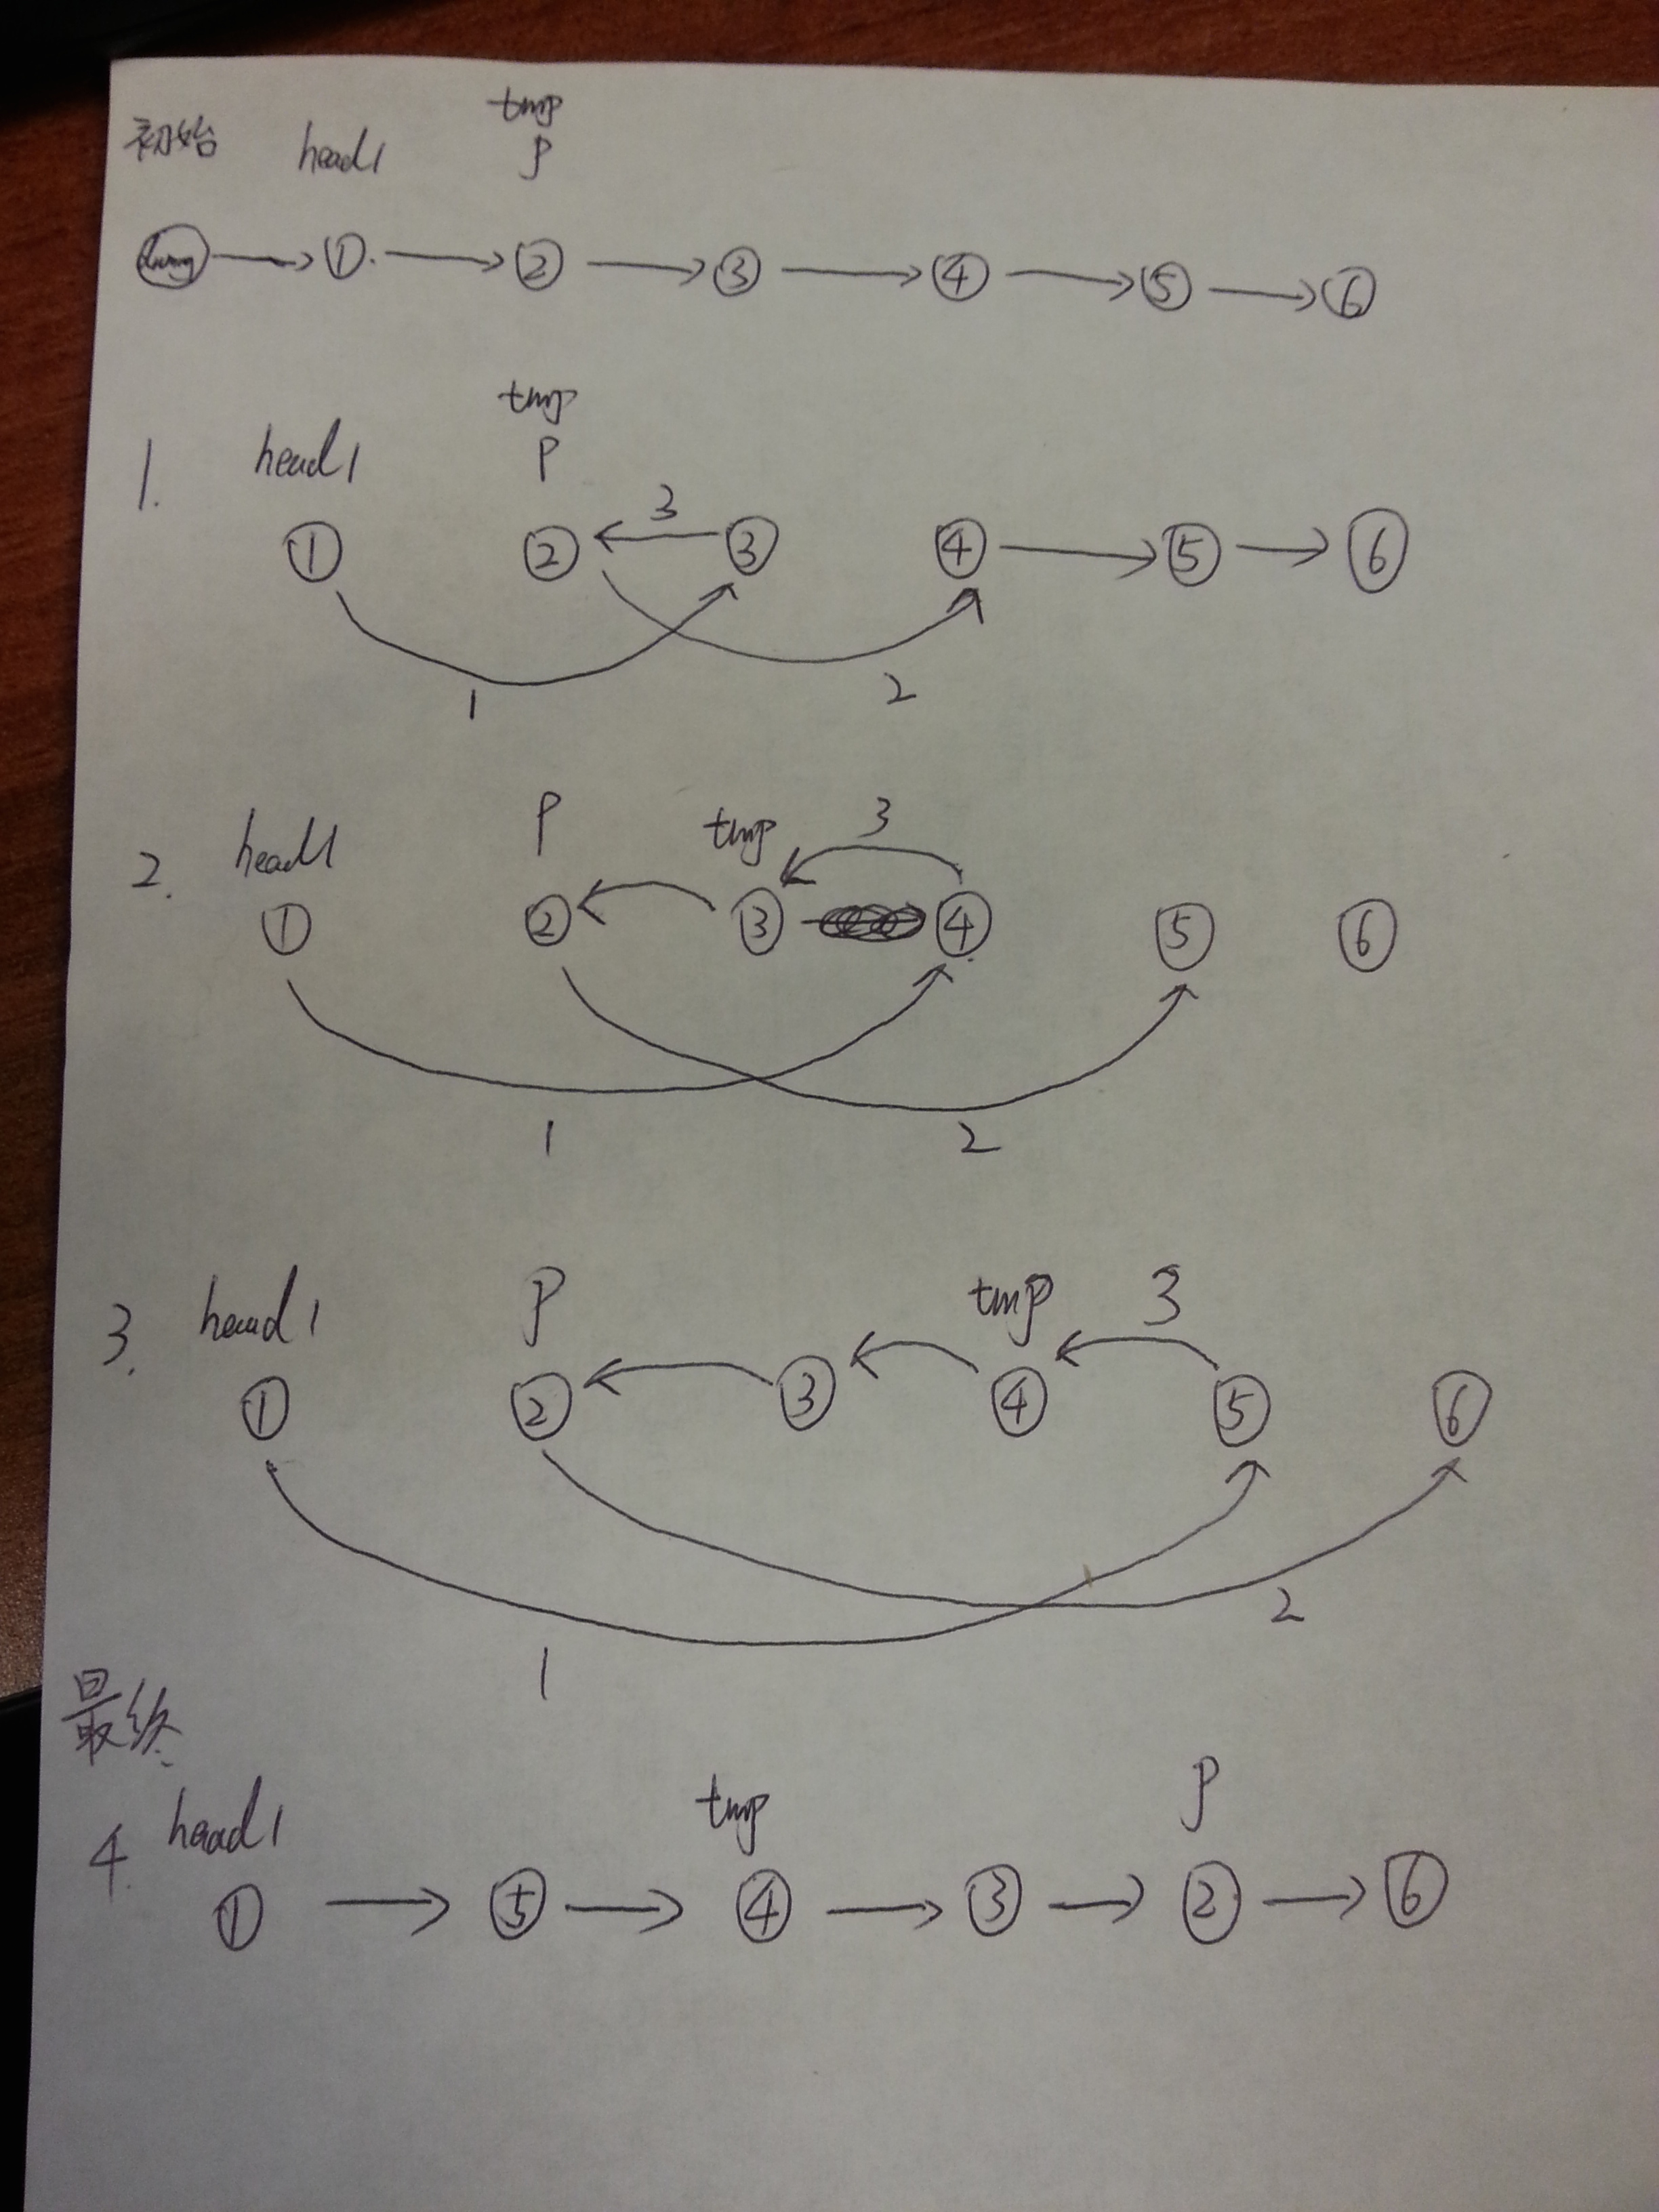 初始 head1 tmp
p
dummy → ① → ② → ③ → ④ → ⑤ → ⑥
tmp
1. head1 p
3
① ② ← ③ ④ → ⑤ → ⑥
1 2
2. head1 p tmp 3
① ② ← ③ ④ ⑤ ⑥
1 2
3. head1 p tmp 3
① ② ← ③ ← ④ ← ⑤ ⑥
1 2
最终
4. head1 tmp p
① → ⑤ → ④ → ③ → ② → ⑥